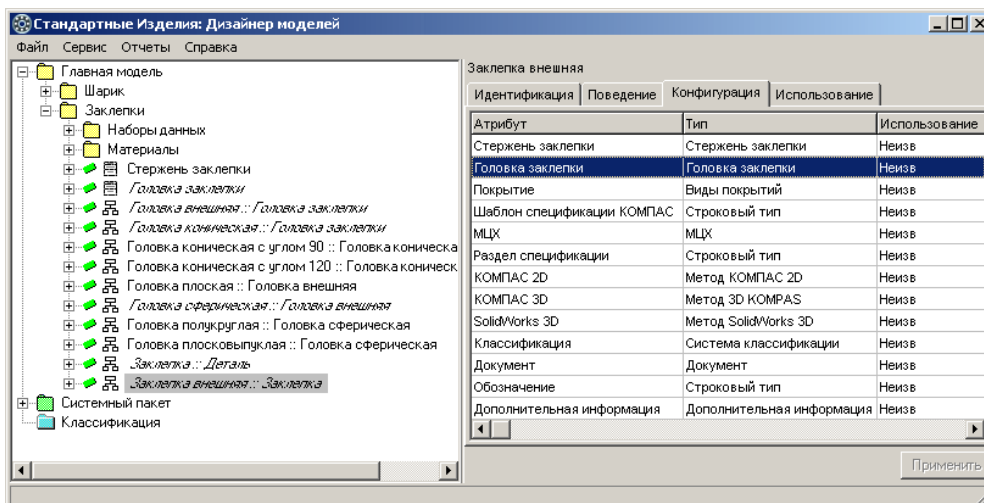 Стандартные Изделия: Дизайнер моделей
Файл Сервис Отчеты Справка
Главная модель
Шарик
Заклепки
Наборы данных
Материалы
Стержень заклепки
Головка заклепки
Головка внешняя :: Головка заклепки
Головка коническая :: Головка заклепки
Головка коническая с углом 90 :: Головка коническа
Головка коническая с углом 120 :: Головка коническ
Головка плоская :: Головка внешняя
Головка сферическая :: Головка внешняя
Головка полукруглая :: Головка сферическая
Головка плосковыпуклая :: Головка сферическая
Заклепка :: Деталь
Заклепка внешняя :: Заклепка
Системный пакет
Классификация
Заклепка внешняя
Идентификация Поведение Конфигурация Использование
Атрибут Тип Использование
Стержень заклепки Стержень заклепки Неизв
Головка заклепки Головка заклепки Неизв
Покрытие Виды покрытий Неизв
Шаблон спецификации КОМПАС Строковый тип Неизв
МЦХ МЦХ Неизв
Раздел спецификации Строковый тип Неизв
КОМПАС 2D Метод КОМПАС 2D Неизв
КОМПАС 3D Метод 3D KOMPAS Неизв
SolidWorks 3D Метод SolidWorks 3D Неизв
Классификация Система классификации Неизв
Документ Документ Неизв
Обозначение Строковый тип Неизв
Дополнительная информация Дополнительная информация Неизв
Применить